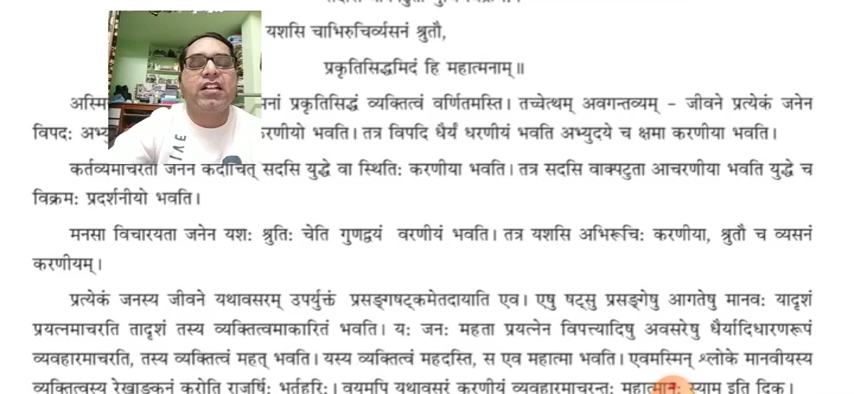 यशसि चाभिरुचिर्व्यसनं श्रुतौ,
प्रकृतिसिद्धमिदं हि महात्मनाम्॥
प्रकृतिसिद्धं व्यक्तित्वं वर्णितमस्ति। तच्चेत्थम् अवगन्तव्यम् – जीवने प्रत्येकं जनेन
विपदः करणीयो भवति। तत्र विपदि धैर्यं धरणीयं भवति अभ्युदये च क्षमा करणीया भवति।
कर्तव्यमाचरता जनेन कदाचित् सदसि युद्धे वा स्थितिः करणीया भवति। तत्र सदसि वाक्पटुता आचरणीया भवति युद्धे च
विक्रमः प्रदर्शनीयो भवति।
मनसा विचारयता जनेन यशः श्रुतिः चेति गुणद्वयं वरणीयं भवति। तत्र यशसि अभिरूचिः करणीया, श्रुतौ च व्यसनं
करणीयम्।
प्रत्येकं जनस्य जीवने यथावसरम् उपर्युक्तं प्रसङ्गषट्कमेतदायाति एव। एषु षट्सु प्रसङ्गेषु आगतेषु मानवः यादृशं
प्रयत्नमाचरति तादृशं तस्य व्यक्तित्वमाकारितं भवति। यः जनः महता प्रयत्नेन विपत्त्यादिषु अवसरेषु धैर्यादिधारणरूपं
व्यवहारमाचरति, तस्य व्यक्तित्वं महत् भवति। यस्य व्यक्तित्वं महदस्ति, स एव महात्मा भवति। एवमस्मिन् श्लोके मानवीयस्य
व्यक्तित्वस्य रेखाङ्कनं करोति राजर्षिः भर्तृहरिः। वयमपि यथावसरं करणीयं व्यवहारमाचरन्तः महात्मानः स्याम इति दिक्।